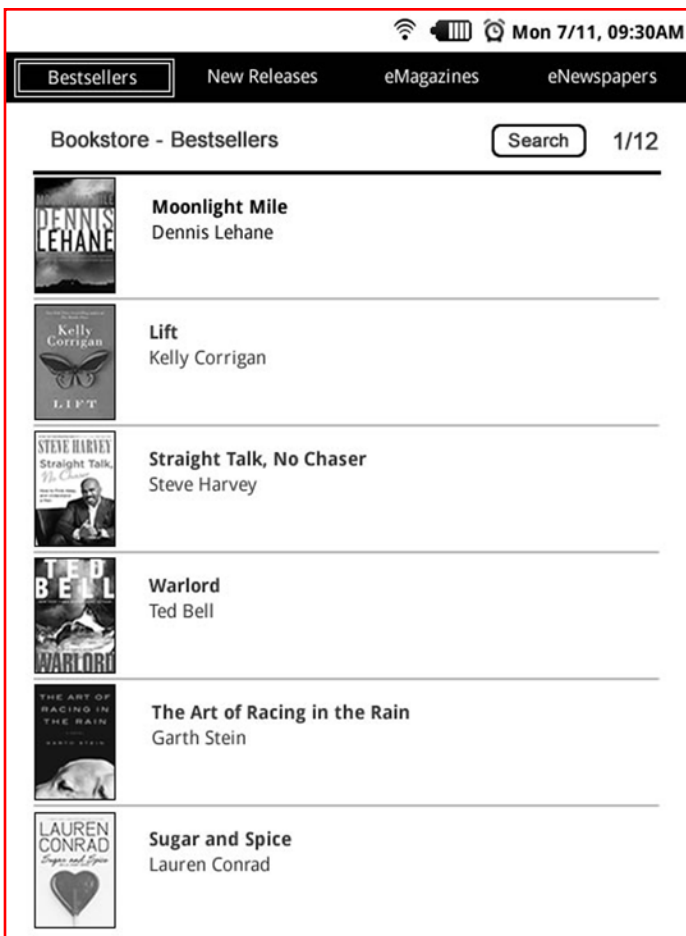 Mon 7/11, 09:30AM
Bestsellers New Releases eMagazines eNewspapers
Bookstore - Bestsellers Search 1/12
DENNIS
LEHANE
Moonlight Mile
Dennis Lehane
Kelly
Corrigan
LIFT
Lift
Kelly Corrigan
STEVE HARVEY
Straight Talk,
No Chaser
Straight Talk, No Chaser
Steve Harvey
TED
BELL
WARLORD
Warlord
Ted Bell
THE ART OF
RACING IN
THE RAIN
GARTH STEIN
The Art of Racing in the Rain
Garth Stein
LAUREN
CONRAD
Sugar and Spice
Sugar and Spice
Lauren Conrad